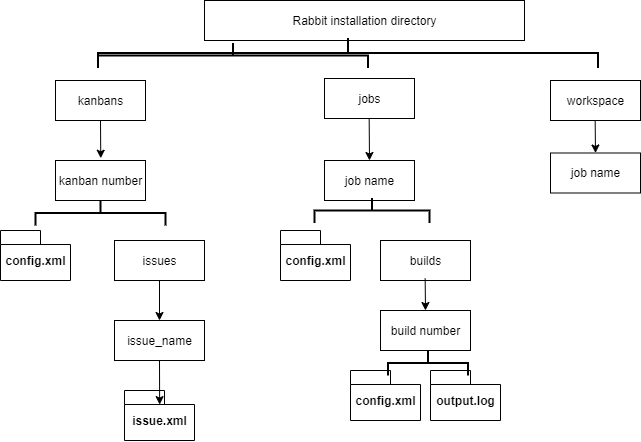 Rabbit installation directory
kanbans
jobs
workspace
kanban number
job name
job name
config.xml
issues
config.xml
builds
issue_name
build number
issue.xml
config.xml
output.log